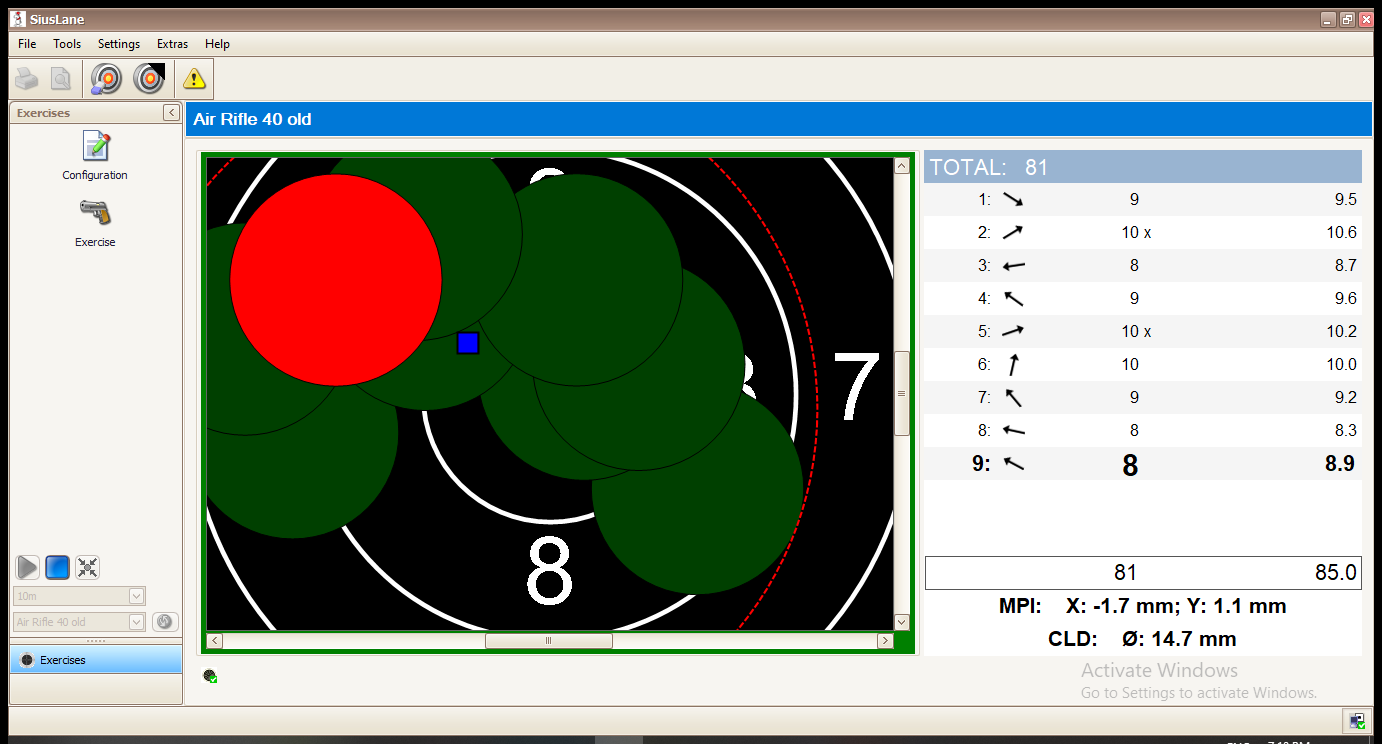 SiusLane
File Tools Settings Extras Help
Exercises
Configuration
Exercise
10m
Air Rifle 40 old
Exercises
Air Rifle 40 old
7
8
TOTAL: 81
1: 9 9.5
2: 10 x 10.6
3: 8 8.7
4: 9 9.6
5: 10 x 10.2
6: 10 10.0
7: 9 9.2
8: 8 8.3
9: 8 8.9
81 85.0
MPI: X: -1.7 mm; Y: 1.1 mm
CLD: Ø: 14.7 mm
Activate Windows
Go to Settings to activate Windows.